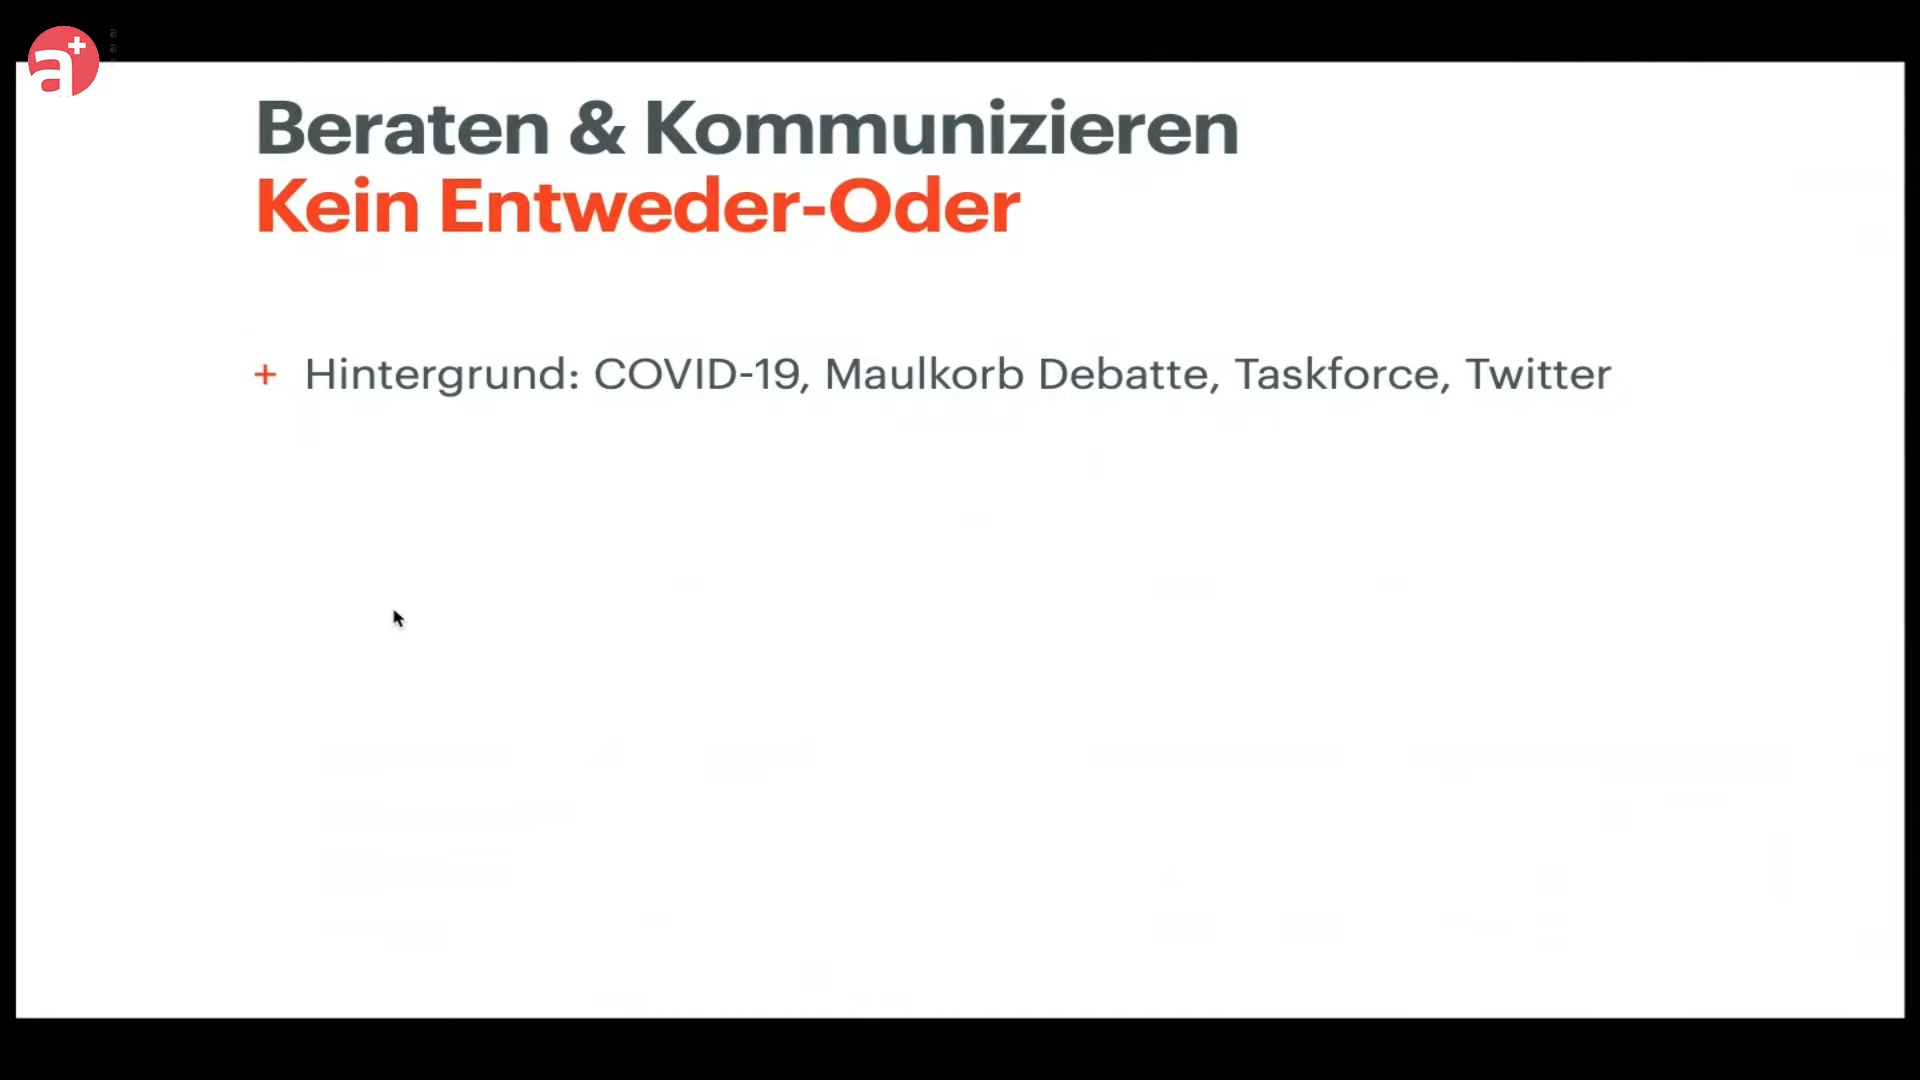 a+
Beraten & Kommunizieren
Kein Entweder-Oder
+ Hintergrund: COVID-19, Maulkorb Debatte, Taskforce, Twitter